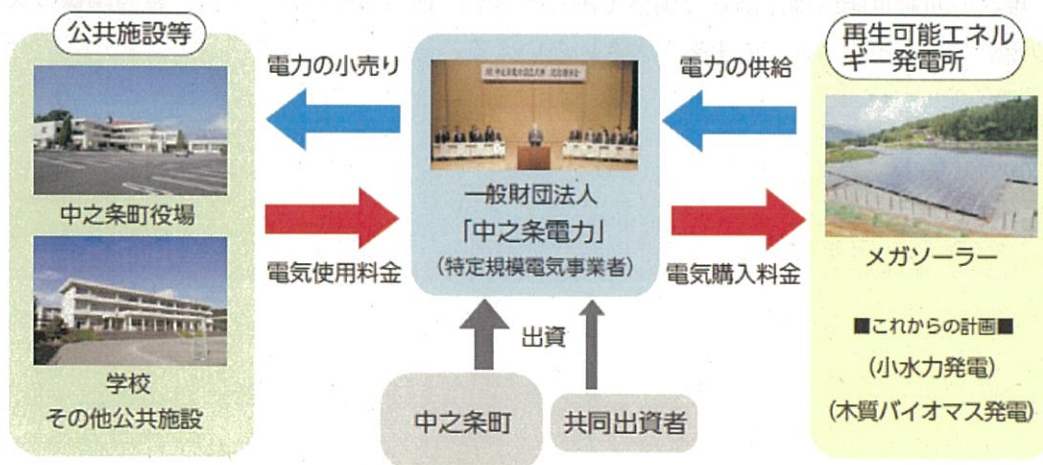 公共施設等
中之条町役場
学校
その他公共施設
電力の小売り
電気使用料金
一般財団法人
「中之条電力」
(特定規模電気事業者)
出資
中之条町
共同出資者
電力の供給
電気購入料金
再生可能エネル
ギー発電所
メガソーラー
■これからの計画■
(小水力発電)
(木質バイオマス発電)